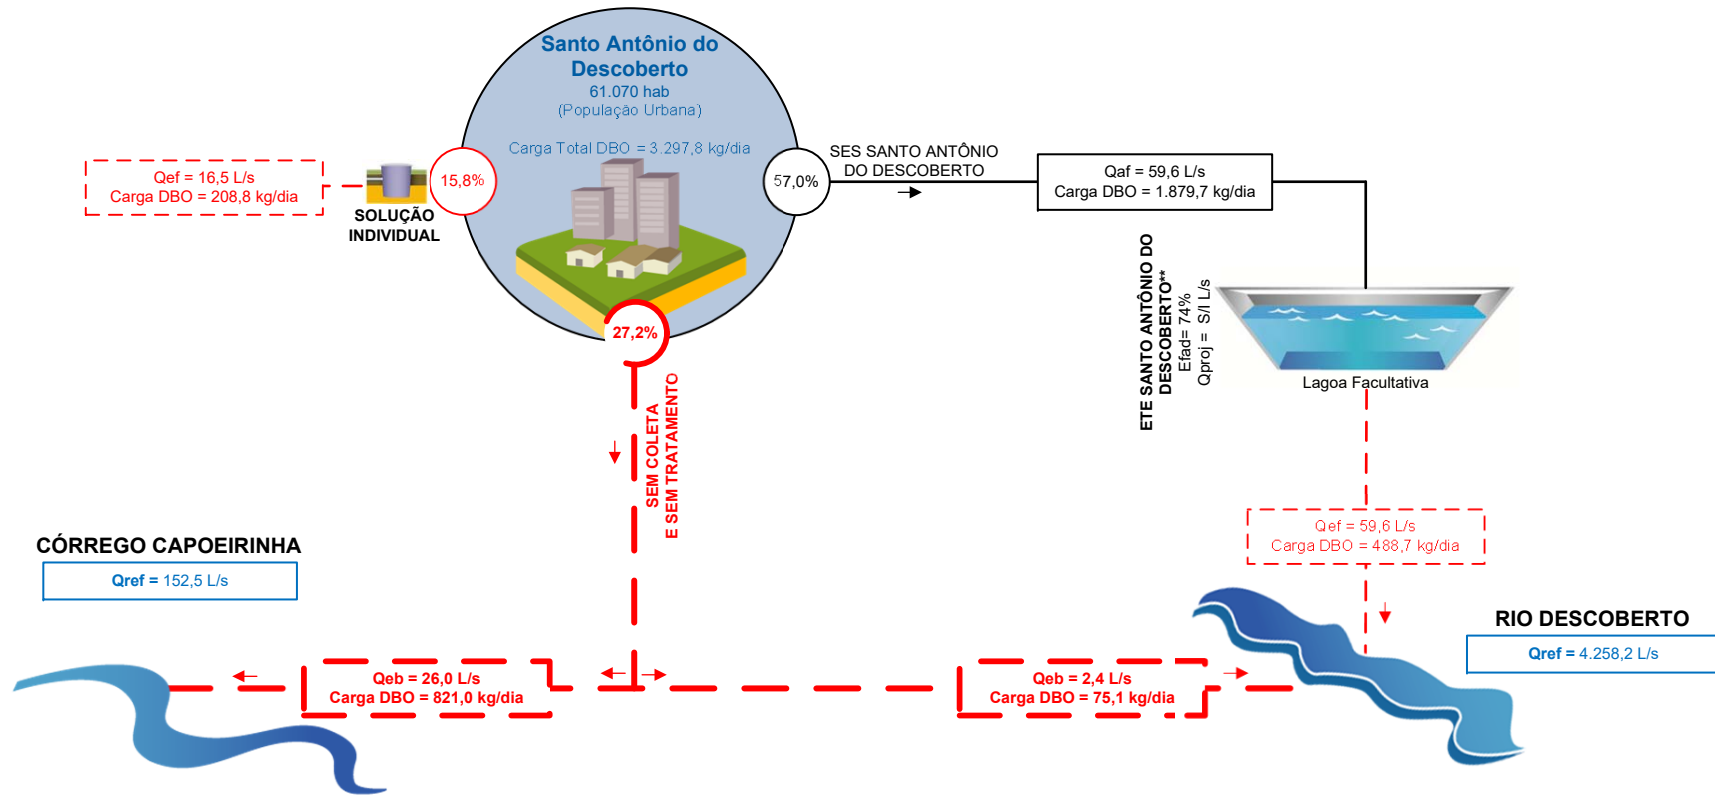 Santo Antônio do
Descoberto
61.070 hab
(População Urbana)
Carga Total DBO = 3.297,8 kg/dia
Qef = 16,5 L/s
Carga DBO = 208,8 kg/dia
SOLUÇÃO
INDIVIDUAL
15,8%
57,0%
27,2%
SES SANTO ANTÔNIO
DO DESCOBERTO
Qaf = 59,6 L/s
Carga DBO = 1.879,7 kg/dia
ETE SANTO ANTÔNIO DO
DESCOBERTO**
Efad= 74%
Qproj = S/I L/s
Lagoa Facultativa
SEM COLETA
E SEM TRATAMENTO
Qef = 59,6 L/s
Carga DBO = 488,7 kg/dia
CÓRREGO CAPOEIRINHA
Qref = 152,5 L/s
RIO DESCOBERTO
Qref = 4.258,2 L/s
Qeb = 26,0 L/s
Carga DBO = 821,0 kg/dia
Qeb = 2,4 L/s
Carga DBO = 75,1 kg/dia